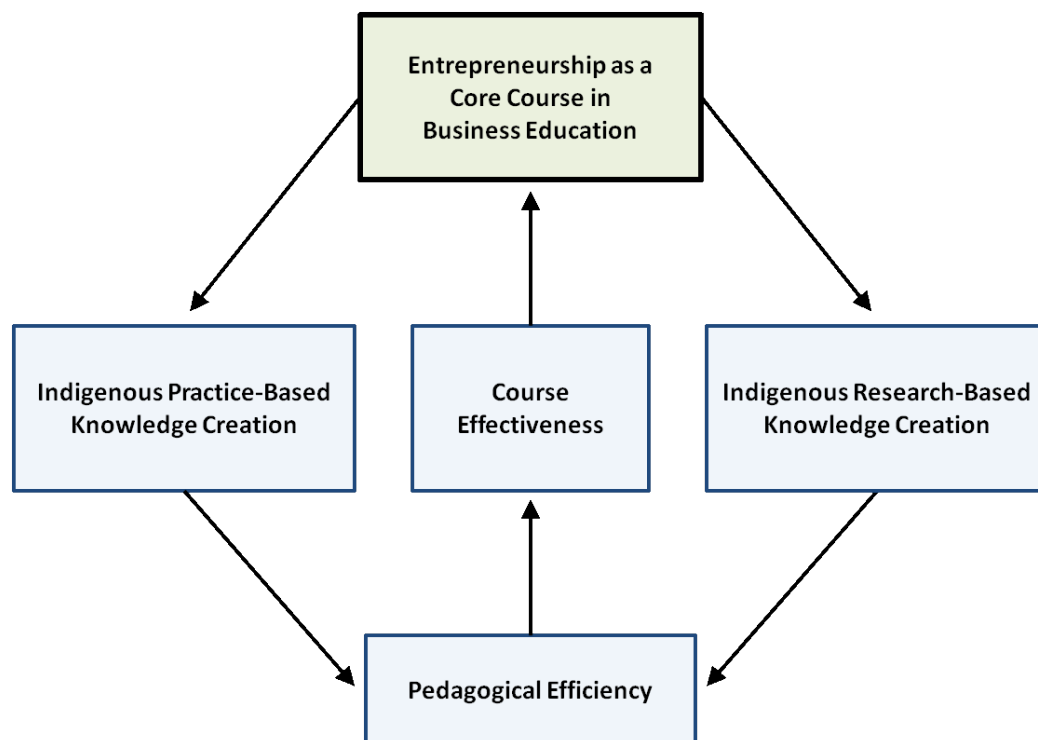 Entrepreneurship as a
Core Course in
Business Education
Indigenous Practice-Based
Knowledge Creation
Course
Effectiveness
Indigenous Research-Based
Knowledge Creation
Pedagogical Efficiency